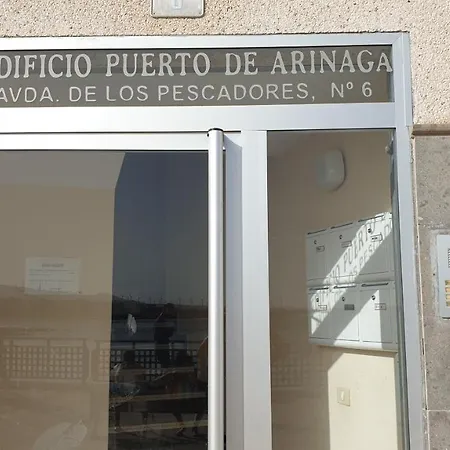 DIFICIO PUERTO DE ARINAGA
AVDA. DE LOS PESCADORES, Nº 6